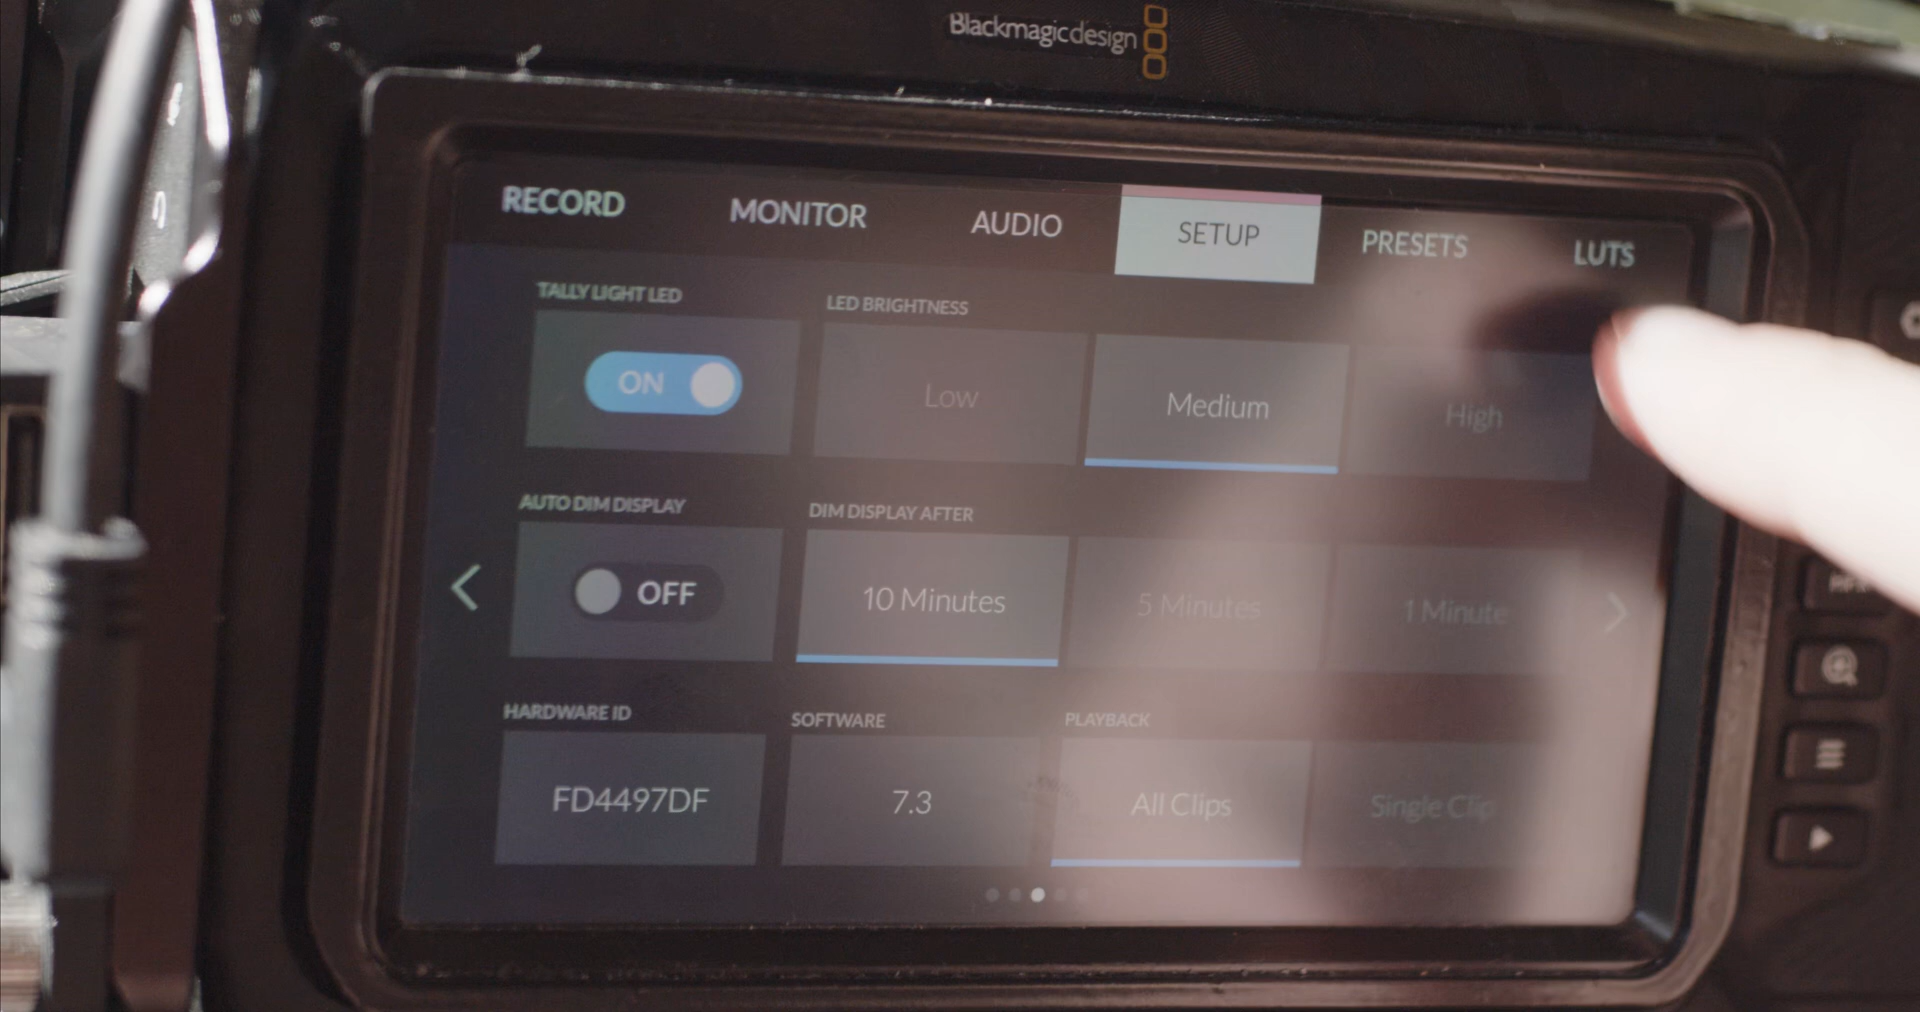 Blackmagicdesign
RECORD MONITOR AUDIO SETUP PRESETS LUTS
TALLY LIGHT LED LED BRIGHTNESS
ON Low Medium High
AUTO DIM DISPLAY DIM DISPLAY AFTER
OFF 10 Minutes 5 Minutes 1 Minute
HARDWARE ID SOFTWARE PLAYBACK
FD4497DF 7.3 All Clips Single Clip